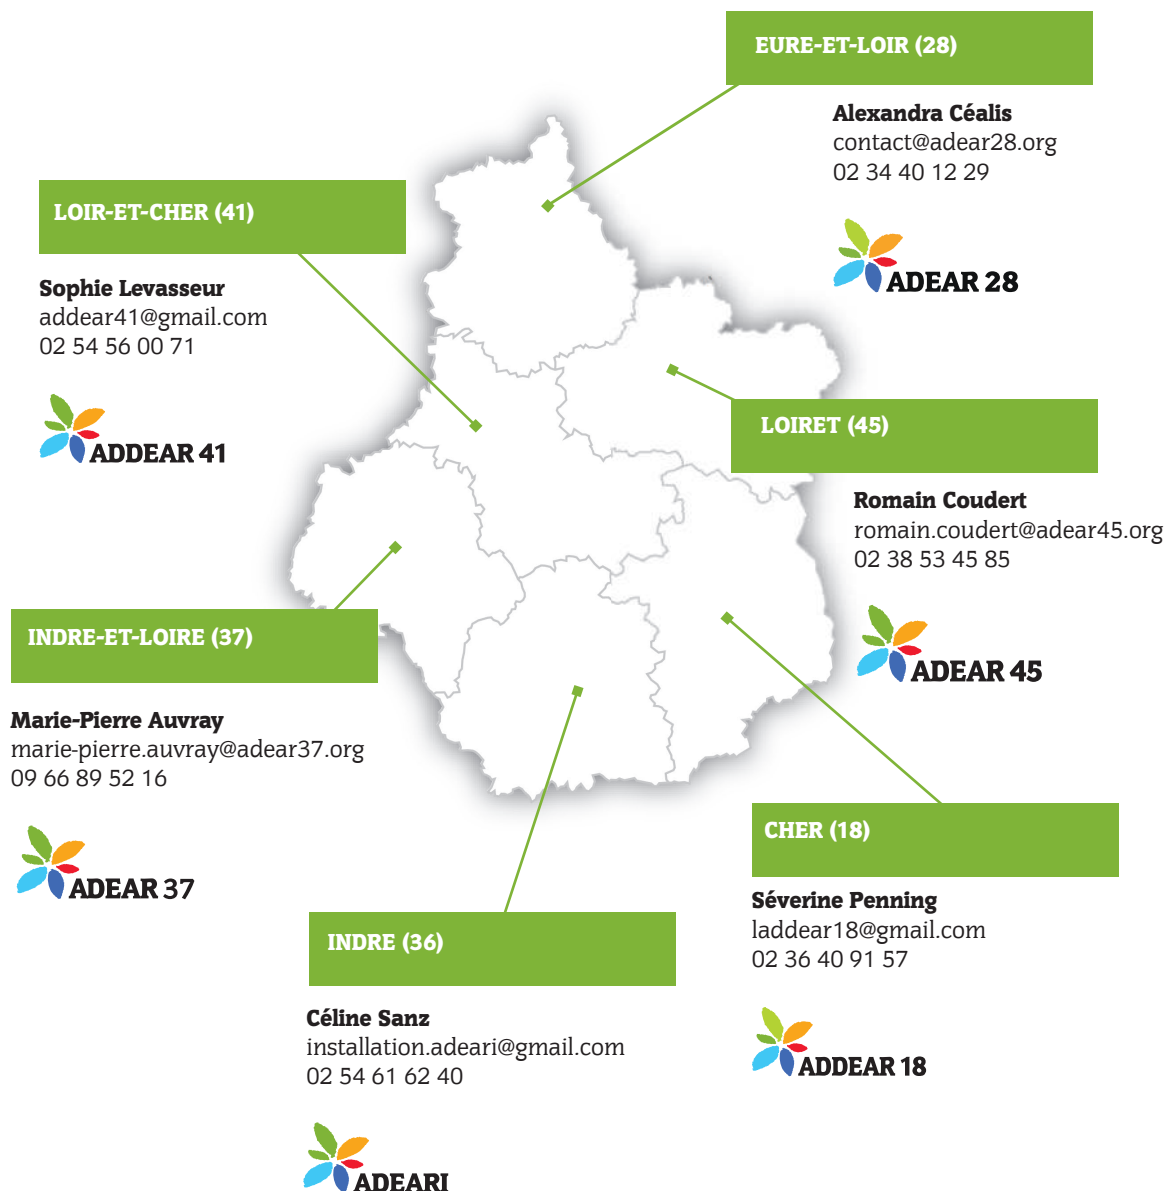 EURE-ET-LOIR (28)
Alexandra Céalis
contact@adear28.org
02 34 40 12 29
ADEAR 28
LOIR-ET-CHER (41)
Sophie Levasseur
addear41@gmail.com
02 54 56 00 71
ADDEAR 41
LOIRET (45)
Romain Coudert
romain.coudert@adear45.org
02 38 53 45 85
ADEAR 45
INDRE-ET-LOIRE (37)
Marie-Pierre Auvray
marie-pierre.auvray@adear37.org
09 66 89 52 16
ADEAR 37
CHER (18)
Séverine Penning
laddear18@gmail.com
02 36 40 91 57
ADDEAR 18
INDRE (36)
Céline Sanz
installation.adeari@gmail.com
02 54 61 62 40
ADEARI